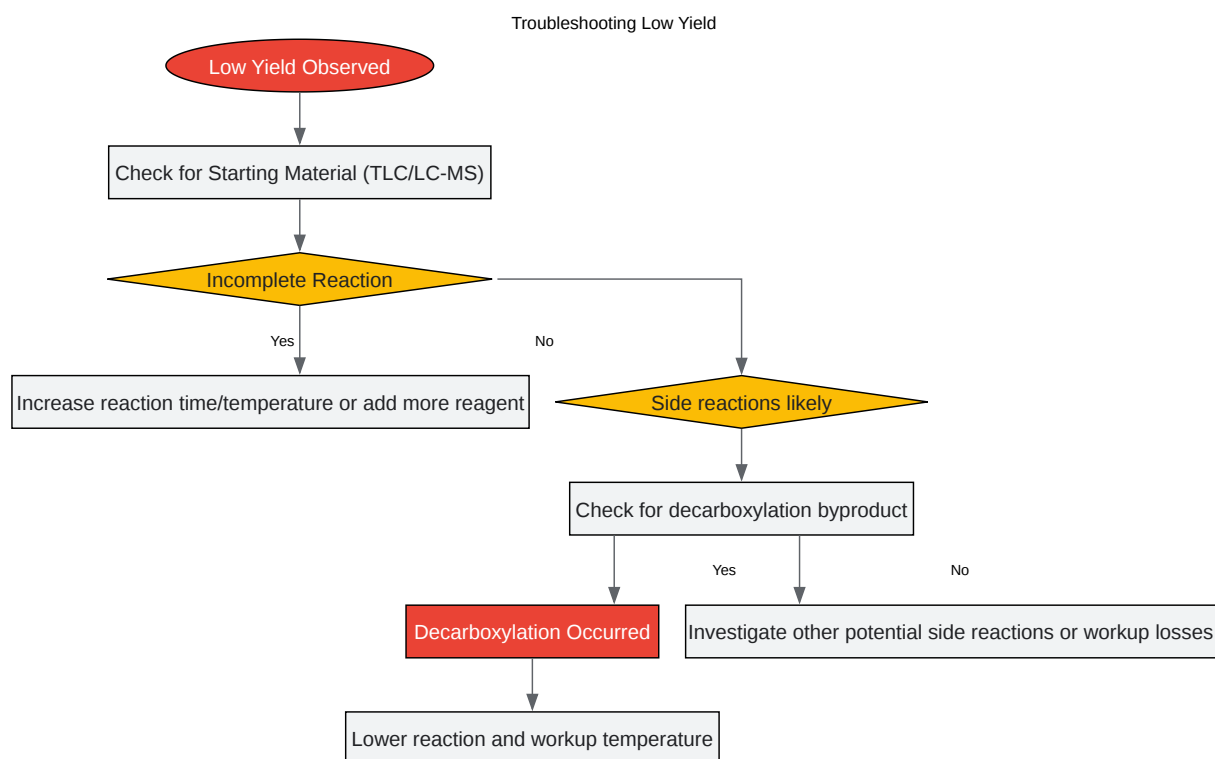 Troubleshooting Low Yield
Low Yield Observed
Check for Starting Material (TLC/LC-MS)
Incomplete Reaction
Yes
No
Increase reaction time/temperature or add more reagent
Side reactions likely
Check for decarboxylation byproduct
Yes
No
Decarboxylation Occurred
Investigate other potential side reactions or workup losses
Lower reaction and workup temperature